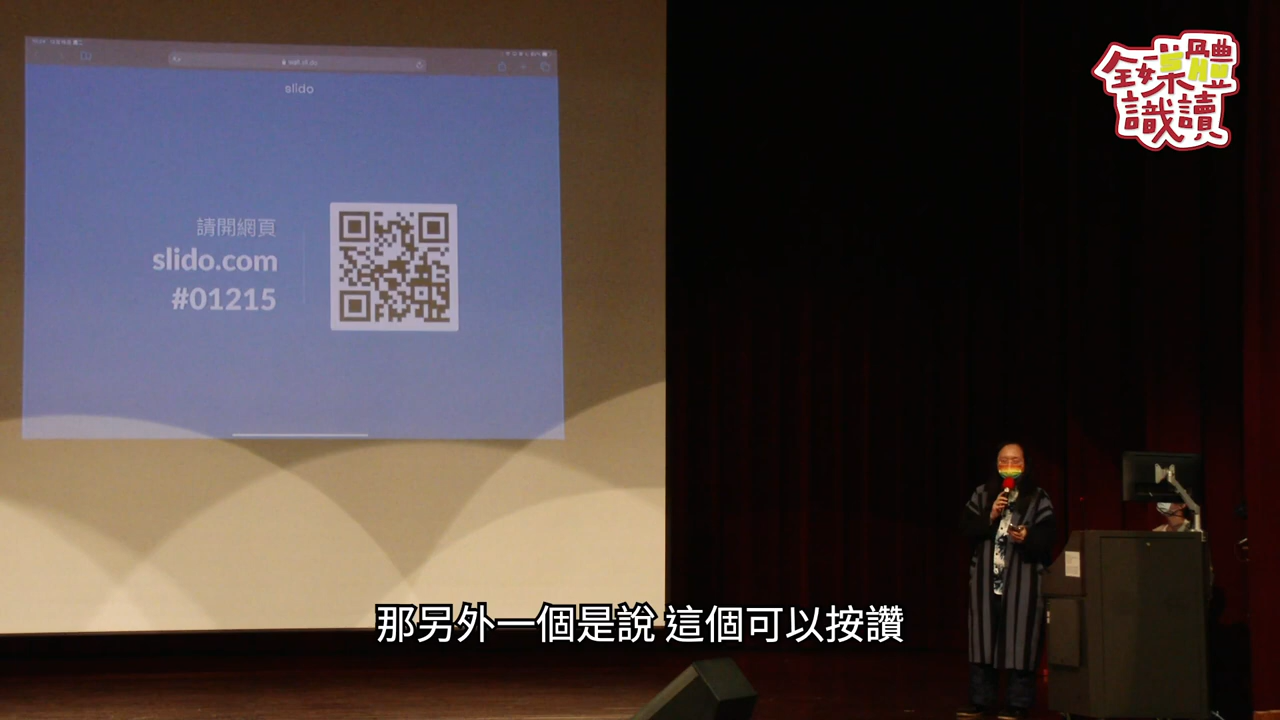 slido
請開網頁
slido.com
#01215
全媒體
識讀
那另外一個是說 這個可以按讚